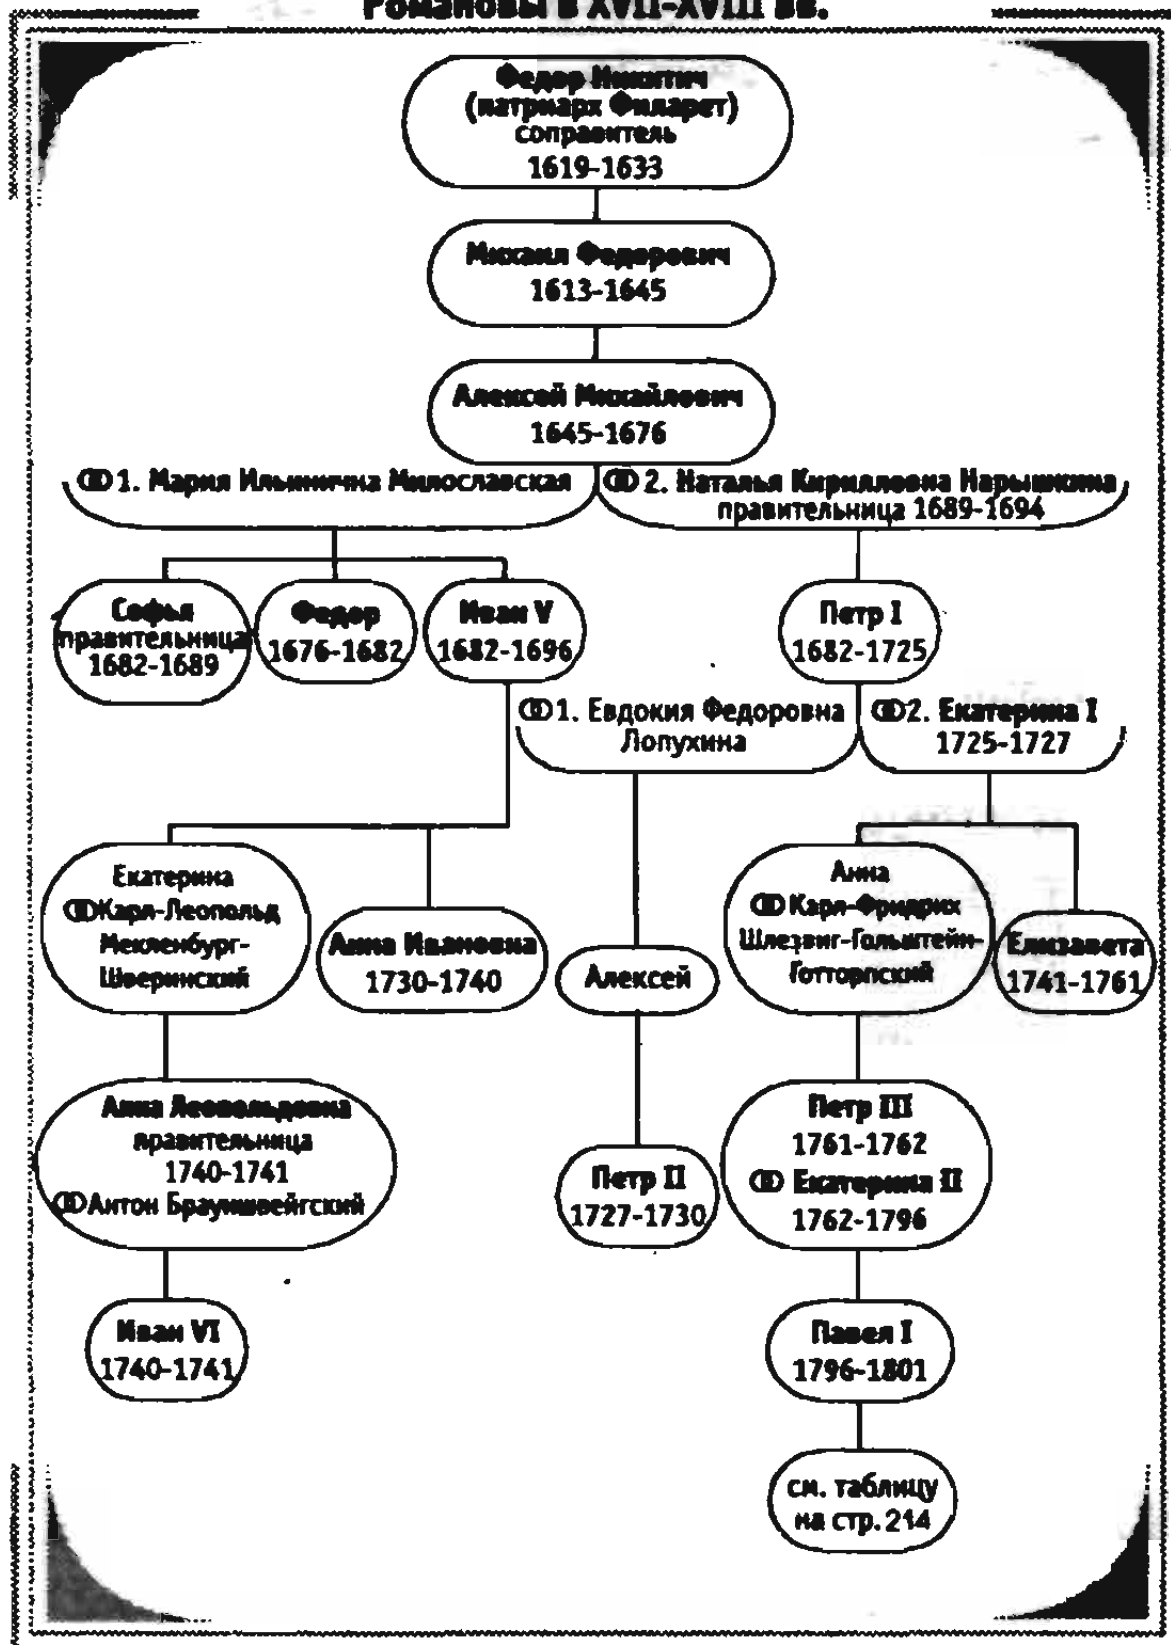 Романовы в XVII-XVIII вв.
Федор Никитич
(патриарх Филарет)
соправитель
1619-1633
Михаил Федорович
1613-1645
Алексей Михайлович
1645-1676
1. Мария Ильинична Милославская
2. Наталья Кирилловна Нарышкина
правительница 1689-1694
Софья
правительница
1682-1689
Федор
1676-1682
Иван V
1682-1696
Петр I
1682-1725
1. Евдокия Федоровна
Лопухина
2. Екатерина I
1725-1727
Екатерина
Карл-Леопольд
Мекленбург-
Шверинский
Анна Ивановна
1730-1740
Алексей
Анна
Карл-Фридрих
Шлезвиг-Гольштейн-
Готторпский
Елизавета
1741-1761
Анна Леопольдовна
правительница
1740-1741
Антон Брауншвейгский
Петр II
1727-1730
Петр III
1761-1762
Екатерина II
1762-1796
Иван VI
1740-1741
Павел I
1796-1801
см. таблицу
на стр. 214